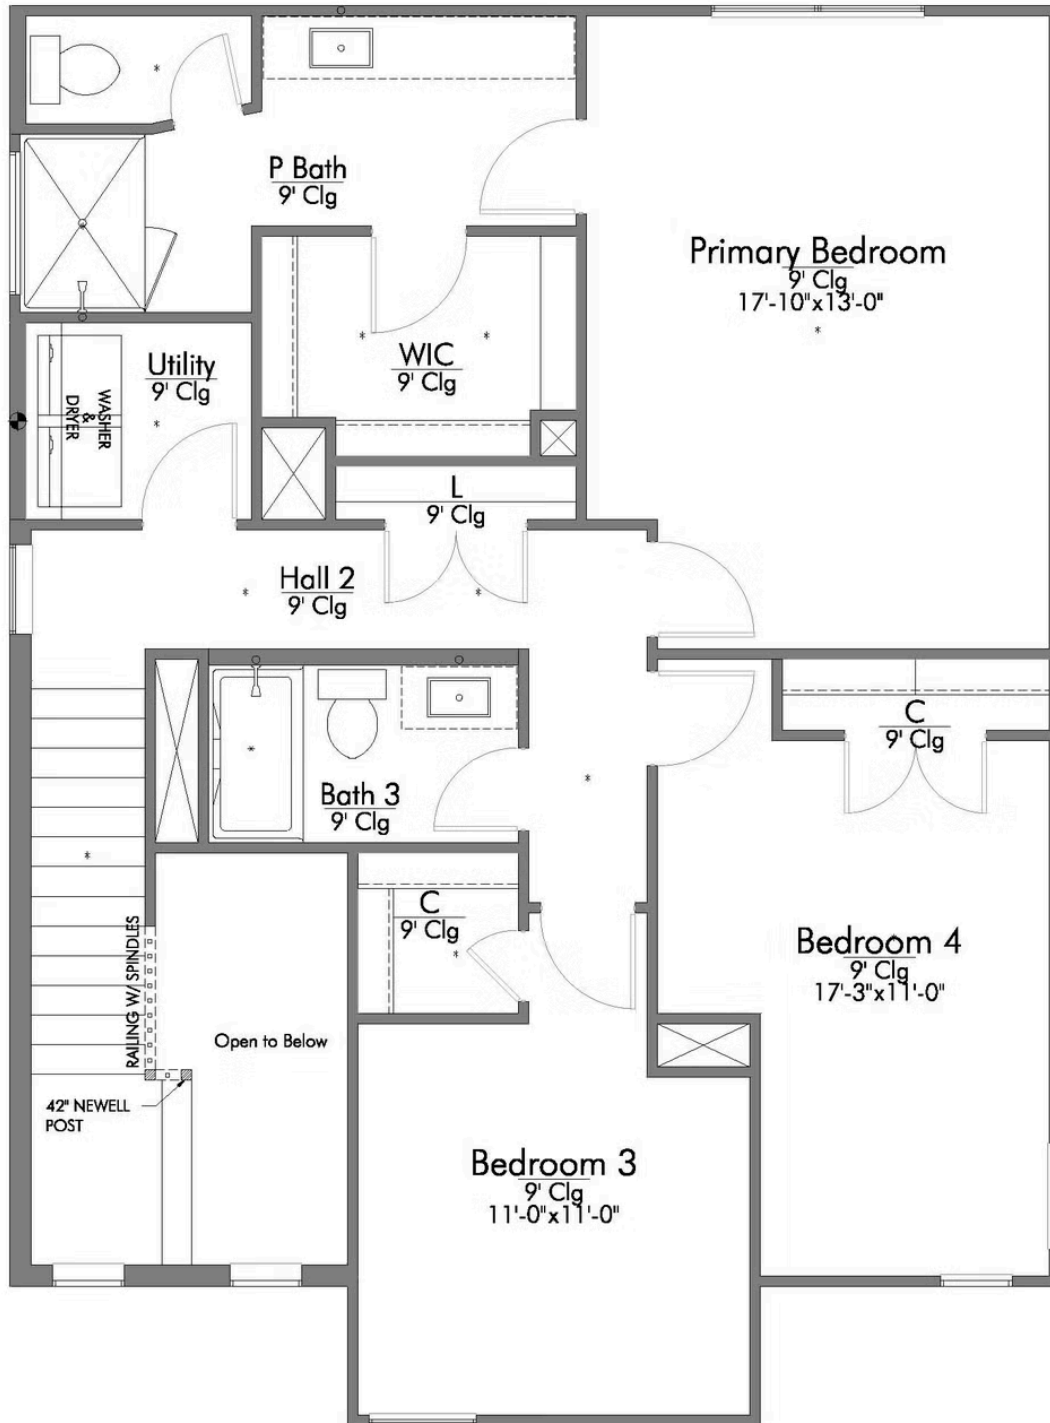 P Bath
9' Clg
Primary Bedroom
9' Clg
17'-10"x13'-0"
Utility
9' Clg
WIC
9' Clg
WASHER
&
DRYER
L
9' Clg
Hall 2
9' Clg
C
9' Clg
Bath 3
9' Clg
C
9' Clg
Bedroom 4
9' Clg
17'-3"x11'-0"
RAILING W/ SPINDLES
Open to Below
42" NEWELL
POST
Bedroom 3
9' Clg
11'-0"x11'-0"